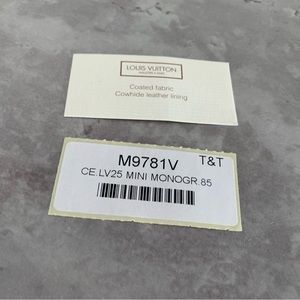 LOUIS VUITTON
Coated fabric
Cowhide leather lining
M9781V
T&T
CE.LV25 MINI MONOGR.85